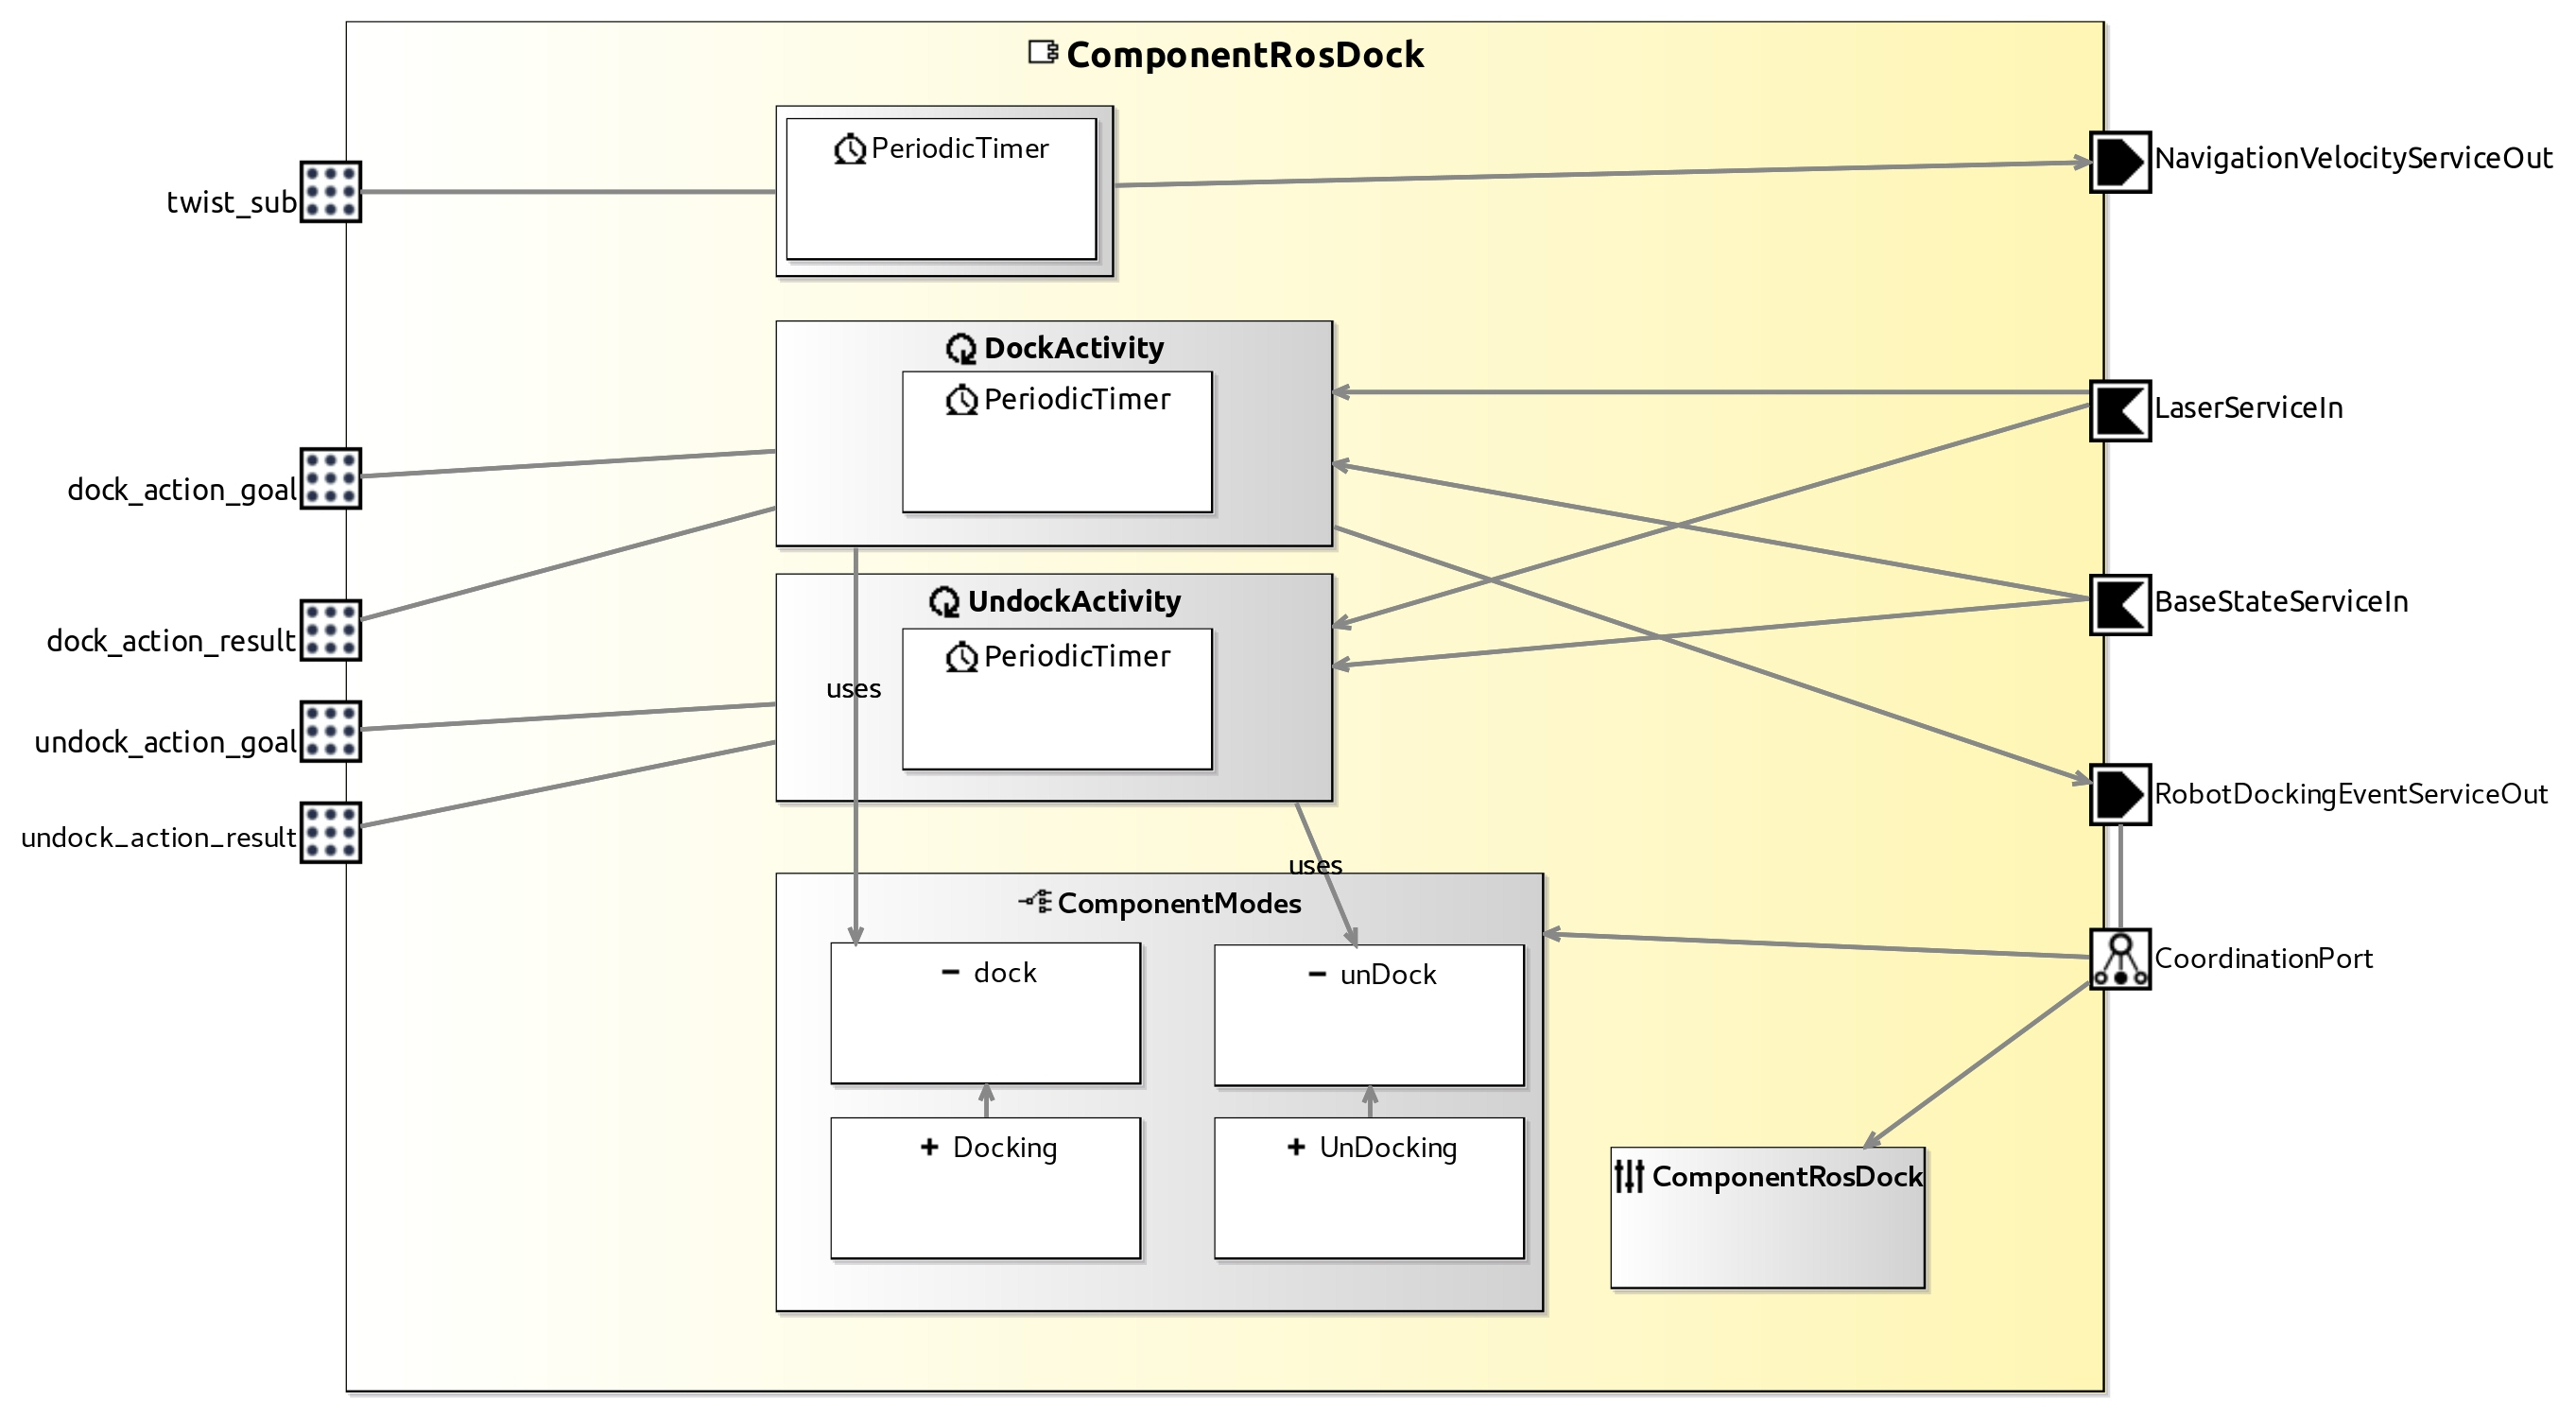 ComponentRosDock
PeriodicTimer
NavigationVelocityServiceOut
twist_sub
DockActivity
PeriodicTimer
LaserServiceIn
dock_action_goal
UndockActivity
BaseStateServiceIn
dock_action_result
PeriodicTimer
uses
undock_action_goal
RobotDockingEventServiceOut
undock_action_result
uses
ComponentModes
CoordinationPort
− dock
− unDock
+ Docking
+ UnDocking
ComponentRosDock